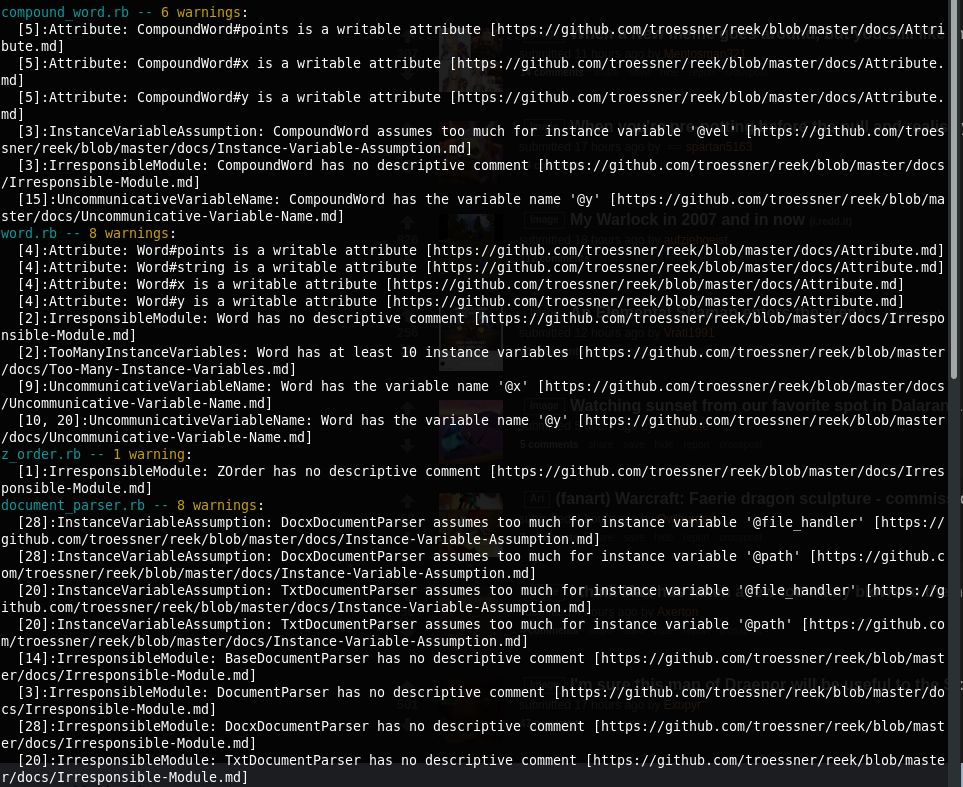 compound_word.rb -- 6 warnings:
[5]:Attribute: CompoundWord#points is a writable attribute [https://github.com/troessner/reek/blob/master/docs/Attri
bute.md]
[5]:Attribute: CompoundWord#x is a writable attribute [https://github.com/troessner/reek/blob/master/docs/Attribute.
md]
[5]:Attribute: CompoundWord#y is a writable attribute [https://github.com/troessner/reek/blob/master/docs/Attribute.
md]
[3]:InstanceVariableAssumption: CompoundWord assumes too much for instance variable '@vel' [https://github.com/troes
sner/reek/blob/master/docs/Instance-Variable-Assumption.md]
[3]:IrresponsibleModule: CompoundWord has no descriptive comment [https://github.com/troessner/reek/blob/master/docs
/Irresponsible-Module.md]
[15]:UncommunicativeVariableName: CompoundWord has the variable name '@y' [https://github.com/troessner/reek/blob/ma
ster/docs/Uncommunicative-Variable-Name.md]
word.rb -- 8 warnings:
[4]:Attribute: Word#points is a writable attribute [https://github.com/troessner/reek/blob/master/docs/Attribute.md]
[4]:Attribute: Word#string is a writable attribute [https://github.com/troessner/reek/blob/master/docs/Attribute.md]
[4]:Attribute: Word#x is a writable attribute [https://github.com/troessner/reek/blob/master/docs/Attribute.md]
[4]:Attribute: Word#y is a writable attribute [https://github.com/troessner/reek/blob/master/docs/Attribute.md]
[2]:IrresponsibleModule: Word has no descriptive comment [https://github.com/troessner/reek/blob/master/docs/Irrespo
nsible-Module.md]
[2]:TooManyInstanceVariables: Word has at least 10 instance variables [https://github.com/troessner/reek/blob/master
/docs/Too-Many-Instance-Variables.md]
[9]:UncommunicativeVariableName: Word has the variable name '@x' [https://github.com/troessner/reek/blob/master/docs
/Uncommunicative-Variable-Name.md]
[10, 20]:UncommunicativeVariableName: Word has the variable name '@y' [https://github.com/troessner/reek/blob/master
/docs/Uncommunicative-Variable-Name.md]
z_order.rb -- 1 warning:
[1]:IrresponsibleModule: ZOrder has no descriptive comment [https://github.com/troessner/reek/blob/master/docs/Irres
ponsible-Module.md]
document_parser.rb -- 8 warnings:
[28]:InstanceVariableAssumption: DocxDocumentParser assumes too much for instance variable '@file_handler' [https://
github.com/troessner/reek/blob/master/docs/Instance-Variable-Assumption.md]
[28]:InstanceVariableAssumption: DocxDocumentParser assumes too much for instance variable '@path' [https://github.c
om/troessner/reek/blob/master/docs/Instance-Variable-Assumption.md]
[20]:InstanceVariableAssumption: TxtDocumentParser assumes too much for instance variable '@file_handler' [https://g
ithub.com/troessner/reek/blob/master/docs/Instance-Variable-Assumption.md]
[20]:InstanceVariableAssumption: TxtDocumentParser assumes too much for instance variable '@path' [https://github.co
m/troessner/reek/blob/master/docs/Instance-Variable-Assumption.md]
[14]:IrresponsibleModule: BaseDocumentParser has no descriptive comment [https://github.com/troessner/reek/blob/mast
er/docs/Irresponsible-Module.md]
[3]:IrresponsibleModule: DocumentParser has no descriptive comment [https://github.com/troessner/reek/blob/master/do
cs/Irresponsible-Module.md]
[28]:IrresponsibleModule: DocxDocumentParser has no descriptive comment [https://github.com/troessner/reek/blob/mast
er/docs/Irresponsible-Module.md]
[20]:IrresponsibleModule: TxtDocumentParser has no descriptive comment [https://github.com/troessner/reek/blob/maste
r/docs/Irresponsible-Module.md]